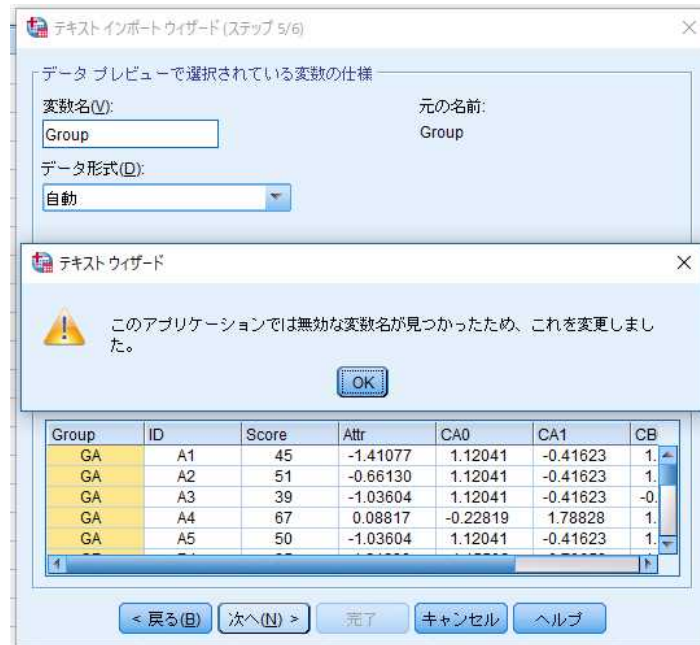 テキスト インポート ウィザード (ステップ 5/6)
データ プレビューで選択されている変数の仕様
変数名(V): 元の名前:
Group Group
データ形式(D):
自動
テキスト ウィザード
このアプリケーションでは無効な変数名が見つかったため、これを変更しまし
た。
OK
Group ID Score Attr CA0 CA1 CB
GA A1 45 -1.41077 1.12041 -0.41623 1.
GA A2 51 -0.66130 1.12041 -0.41623 1.
GA A3 39 -1.03604 1.12041 -0.41623 -0.
GA A4 67 0.08817 -0.22819 1.78828 1.
GA A5 50 -1.03604 1.12041 -0.41623 1.
< 戻る(B) 次へ(N) > 完了 キャンセル ヘルプ